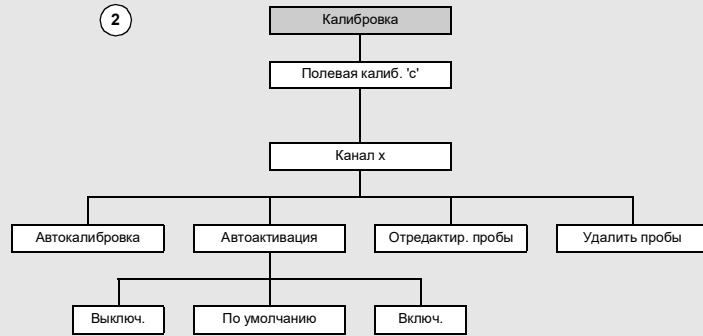 2
Калибровка
Полевая калиб. 'c'
Канал x
Автокалибровка
Автоактивация
Отредактир. пробы
Удалить пробы
Выключ.
По умолчанию
Включ.